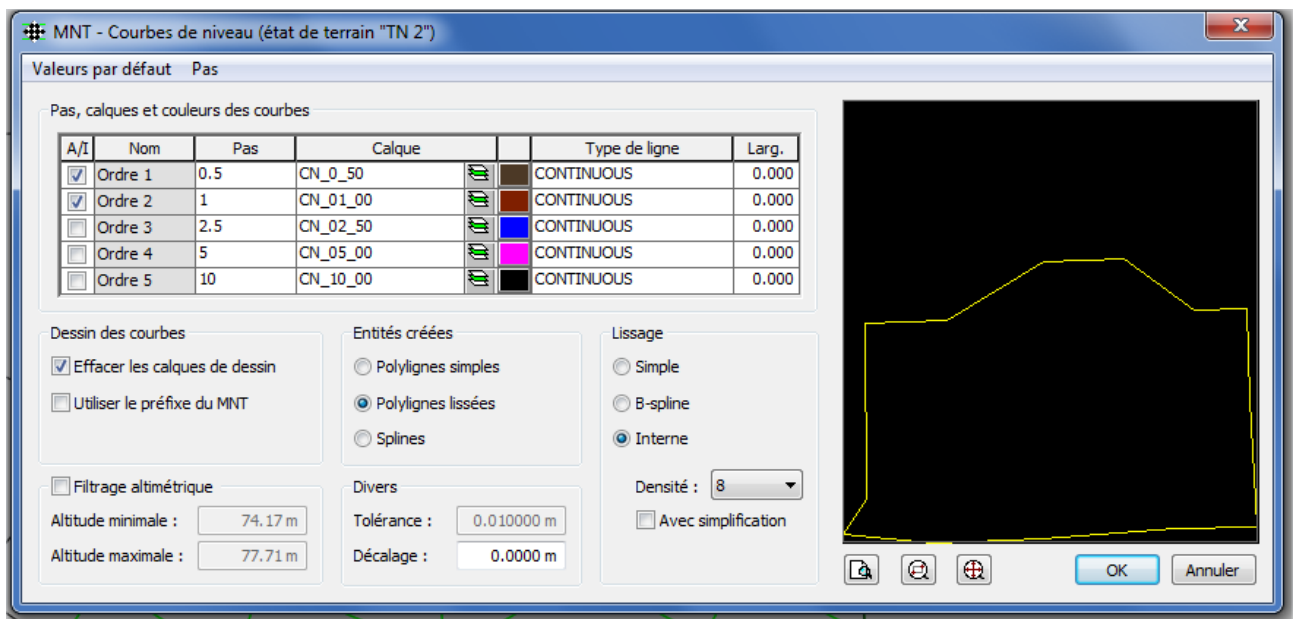 MNT - Courbes de niveau (état de terrain "TN 2")
Valeurs par défaut Pas
Pas, calques et couleurs des courbes
A/I Nom Pas Calque Type de ligne Larg.
Ordre 1 0.5 CN_0_50 CONTINUOUS 0.000
Ordre 2 1 CN_01_00 CONTINUOUS 0.000
Ordre 3 2.5 CN_02_50 CONTINUOUS 0.000
Ordre 4 5 CN_05_00 CONTINUOUS 0.000
Ordre 5 10 CN_10_00 CONTINUOUS 0.000
Dessin des courbes
Effacer les calques de dessin
Utiliser le préfixe du MNT
Entités créées
Polylignes simples
Polylignes lissées
Splines
Lissage
Simple
B-spline
Interne
Densité : 8
Avec simplification
Filtrage altimétrique
Altitude minimale : 74.17 m
Altitude maximale : 77.71 m
Divers
Tolérance : 0.010000 m
Décalage : 0.0000 m
OK Annuler